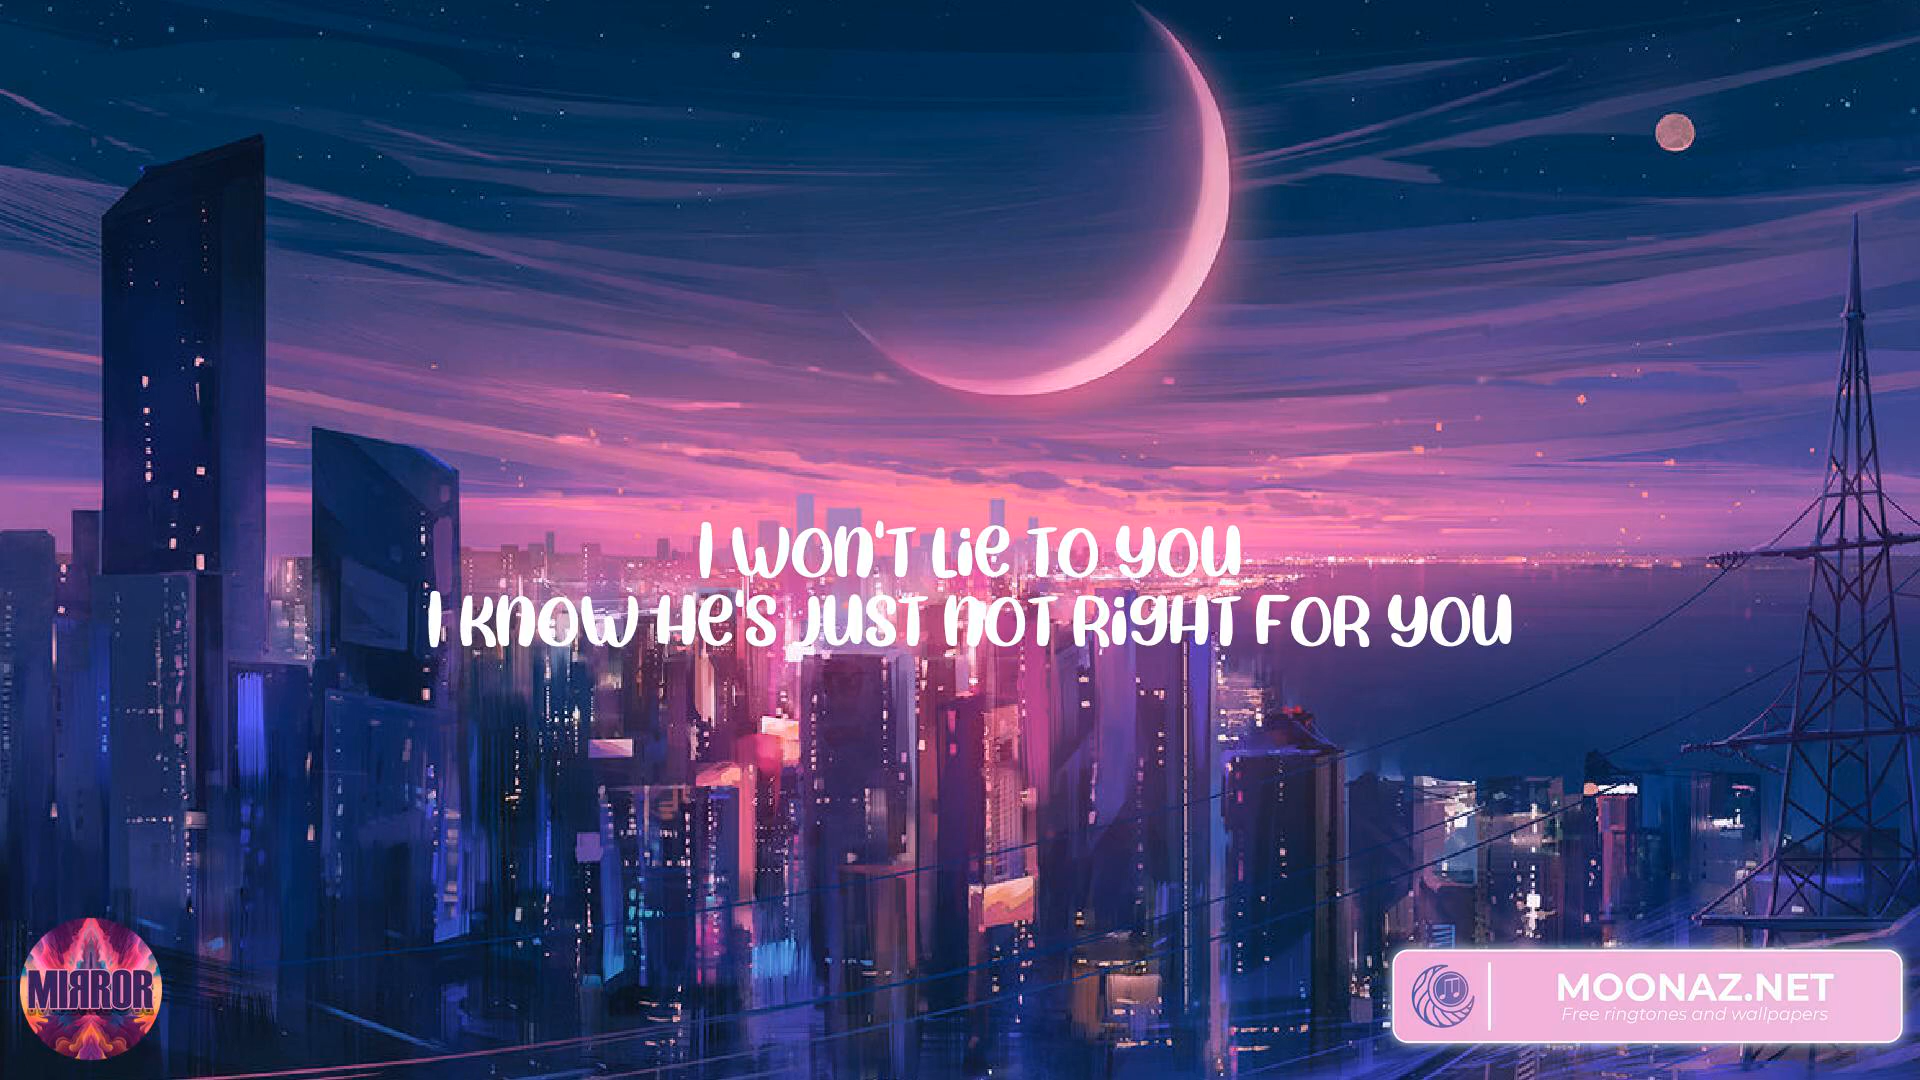 I WON'T LiE TO YOU
I KNOW HE'S JUST NOT RiGHT FOR YOU
MIRROR
MOONAZ.NET
Free ringtones and wallpapers